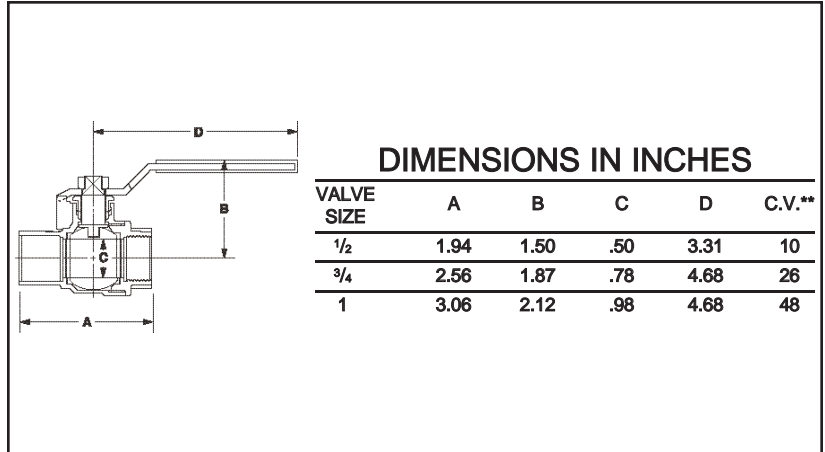 D
B
C
A
DIMENSIONS IN INCHES
VALVE SIZE A B C D C.V.**
1/2 1.94 1.50 .50 3.31 10
3/4 2.56 1.87 .78 4.68 26
1 3.06 2.12 .98 4.68 48